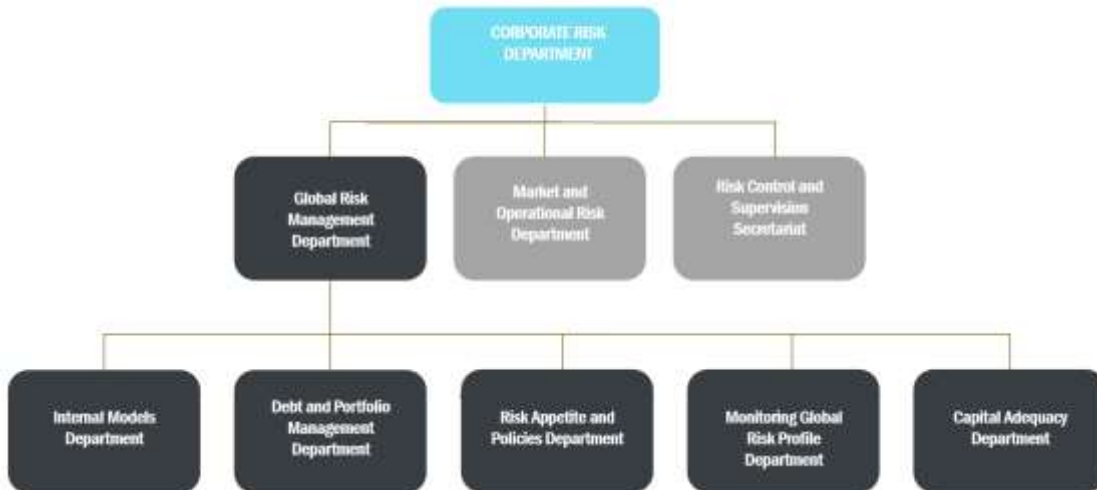 CORPORATE RISK
DEPARTMENT
Global Risk
Management
Department
Market and
Operational Risk
Department
Risk Control and
Supervision
Secretariat
Internal Models
Department
Debt and Portfolio
Management
Department
Risk Appetite and
Policies Department
Monitoring Global
Risk Profile
Department
Capital Adequacy
Department